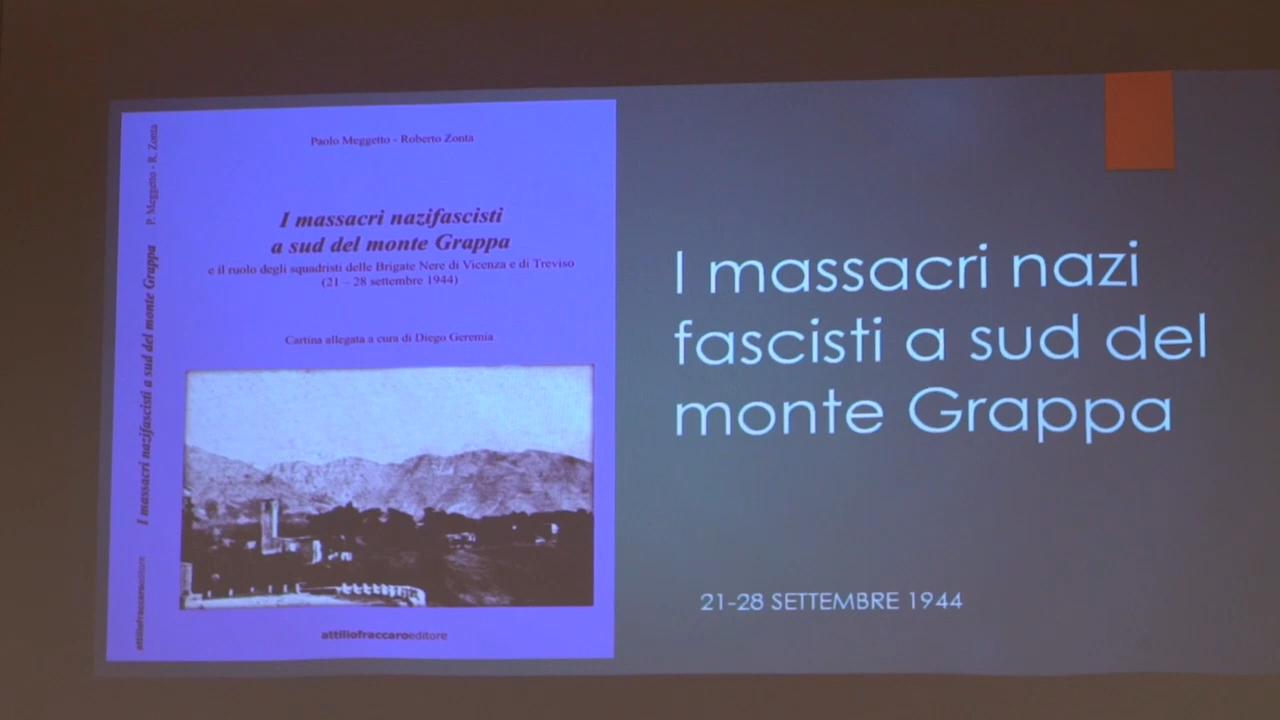 P. Meggetto - R. Zonta
I massacri nazifascisti a sud del monte Grappa
attiliofraccaroeditore
Paolo Meggetto - Roberto Zonta
I massacri nazifascisti
a sud del monte Grappa
e il ruolo degli squadristi delle Brigate Nere di Vicenza e di Treviso
(21 – 28 settembre 1944)
Cartina allegata a cura di Diego Geremia
attiliofraccaroeditore
I massacri nazi
fascisti a sud del
monte Grappa
21-28 SETTEMBRE 1944